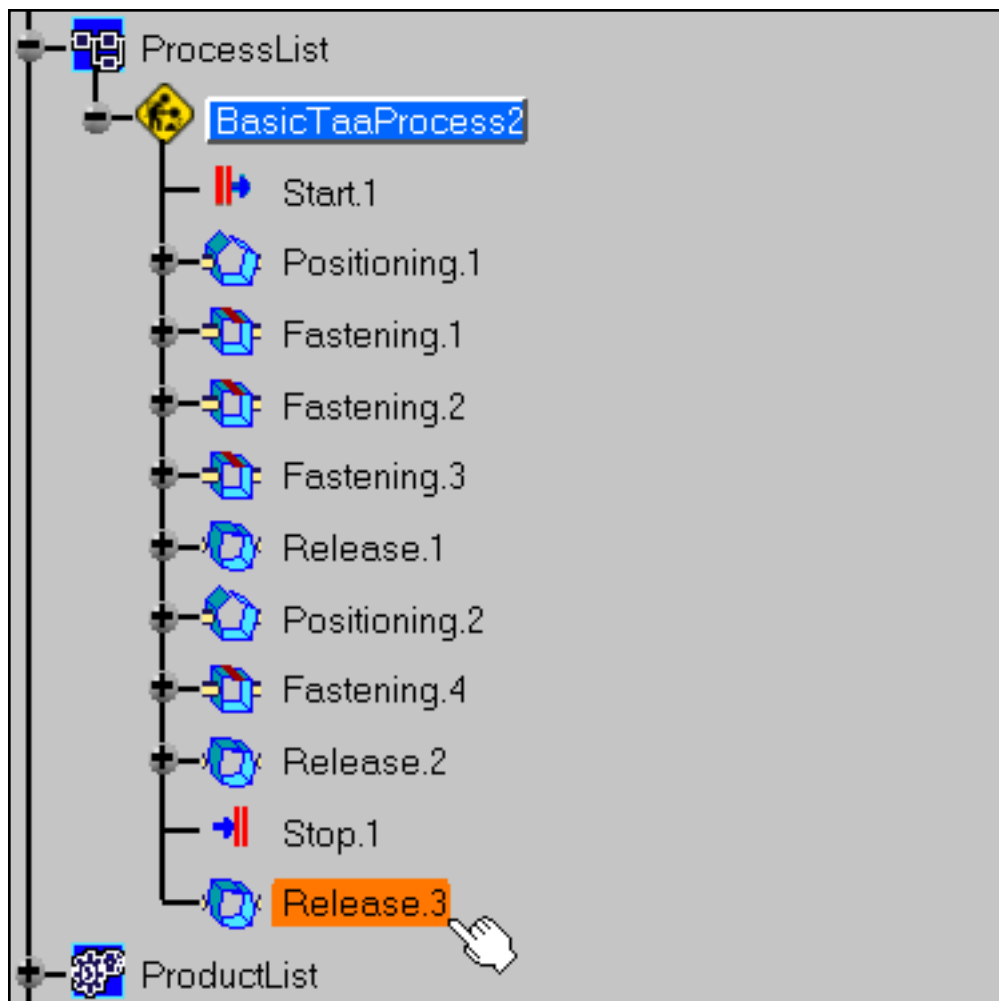 ProcessList
BasicTaaProcess2
Start.1
Positioning.1
Fastening.1
Fastening.2
Fastening.3
Release.1
Positioning.2
Fastening.4
Release.2
Stop.1
Release.3
ProductList